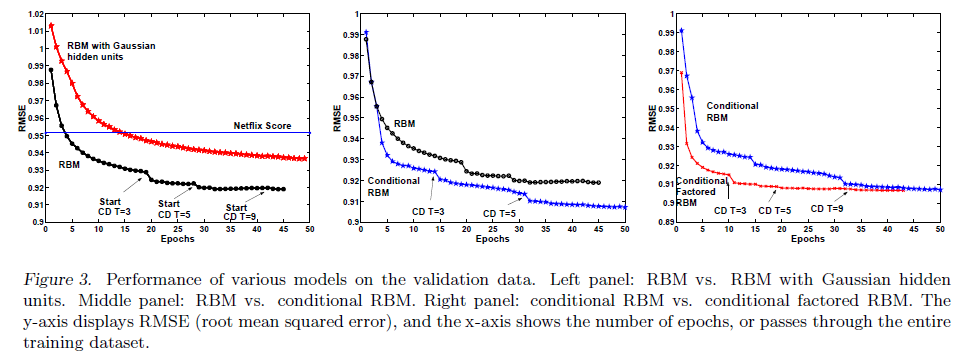 1.02
1.01
1
0.99
0.98
0.97
0.96
0.95
0.94
0.93
0.92
0.91
0.9
RMSE
RBM with Gaussian
hidden units
Netflix Score
RBM
Start
CD T=3
Start
CD T=5
Start
CD T=9
0 5 10 15 20 25 30 35 40 45 50
Epochs
1
0.99
0.98
0.97
0.96
0.95
0.94
0.93
0.92
0.91
0.9
RMSE
RBM
Conditional
RBM
CD T=3
CD T=5
0 5 10 15 20 25 30 35 40 45 50
Epochs
1
0.99
0.98
0.97
0.96
0.95
0.94
0.93
0.92
0.91
0.9
0.89
RMSE
Conditional
RBM
Conditional
Factored
RBM
CD T=3
CD T=5
CD T=9
0 5 10 15 20 25 30 35 40 45 50
Epochs
Figure 3. Performance of various models on the validation data. Left panel: RBM vs. RBM with Gaussian hidden
units. Middle panel: RBM vs. conditional RBM. Right panel: conditional RBM vs. conditional factored RBM. The
y-axis displays RMSE (root mean squared error), and the x-axis shows the number of epochs, or passes through the entire
training dataset.